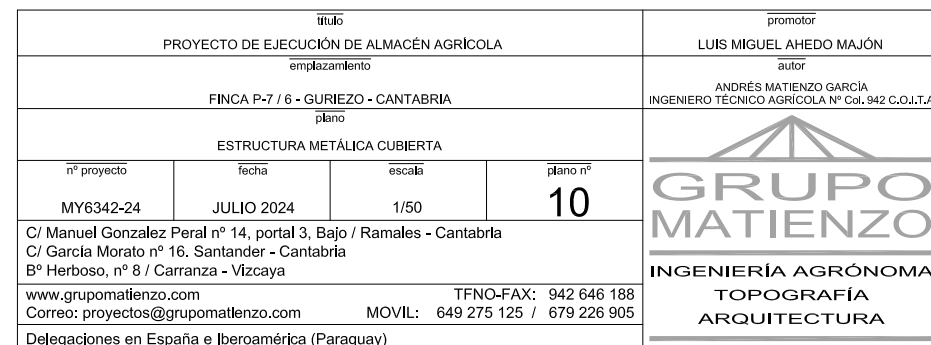 título
PROYECTO DE EJECUCIÓN DE ALMACÉN AGRÍCOLA
promotor
LUIS MIGUEL AHEDO MAJÓN
emplazamiento
FINCA P-7 / 6 - GURIEZO - CANTABRIA
autor
ANDRÉS MATIENZO GARCÍA
INGENIERO TÉCNICO AGRÍCOLA Nº Col. 942 C.O.I.T.A
plano
ESTRUCTURA METÁLICA CUBIERTA
nº proyecto
MY6342-24
fecha
JULIO 2024
escala
1/50
plano nº
10
GRUPO
MATIENZO
INGENIERÍA AGRÓNOMA
TOPOGRAFÍA
ARQUITECTURA
C/ Manuel Gonzalez Peral nº 14, portal 3, Bajo / Ramales - Cantabria
C/ García Morato nº 16. Santander - Cantabria
Bº Herboso, nº 8 / Carranza - Vizcaya
www.grupomatienzo.com TFNO-FAX: 942 646 188
Correo: proyectos@grupomatienzo.com MOVIL: 649 275 125 / 679 226 905
Delegaciones en España e Iberoamérica (Paraguay)